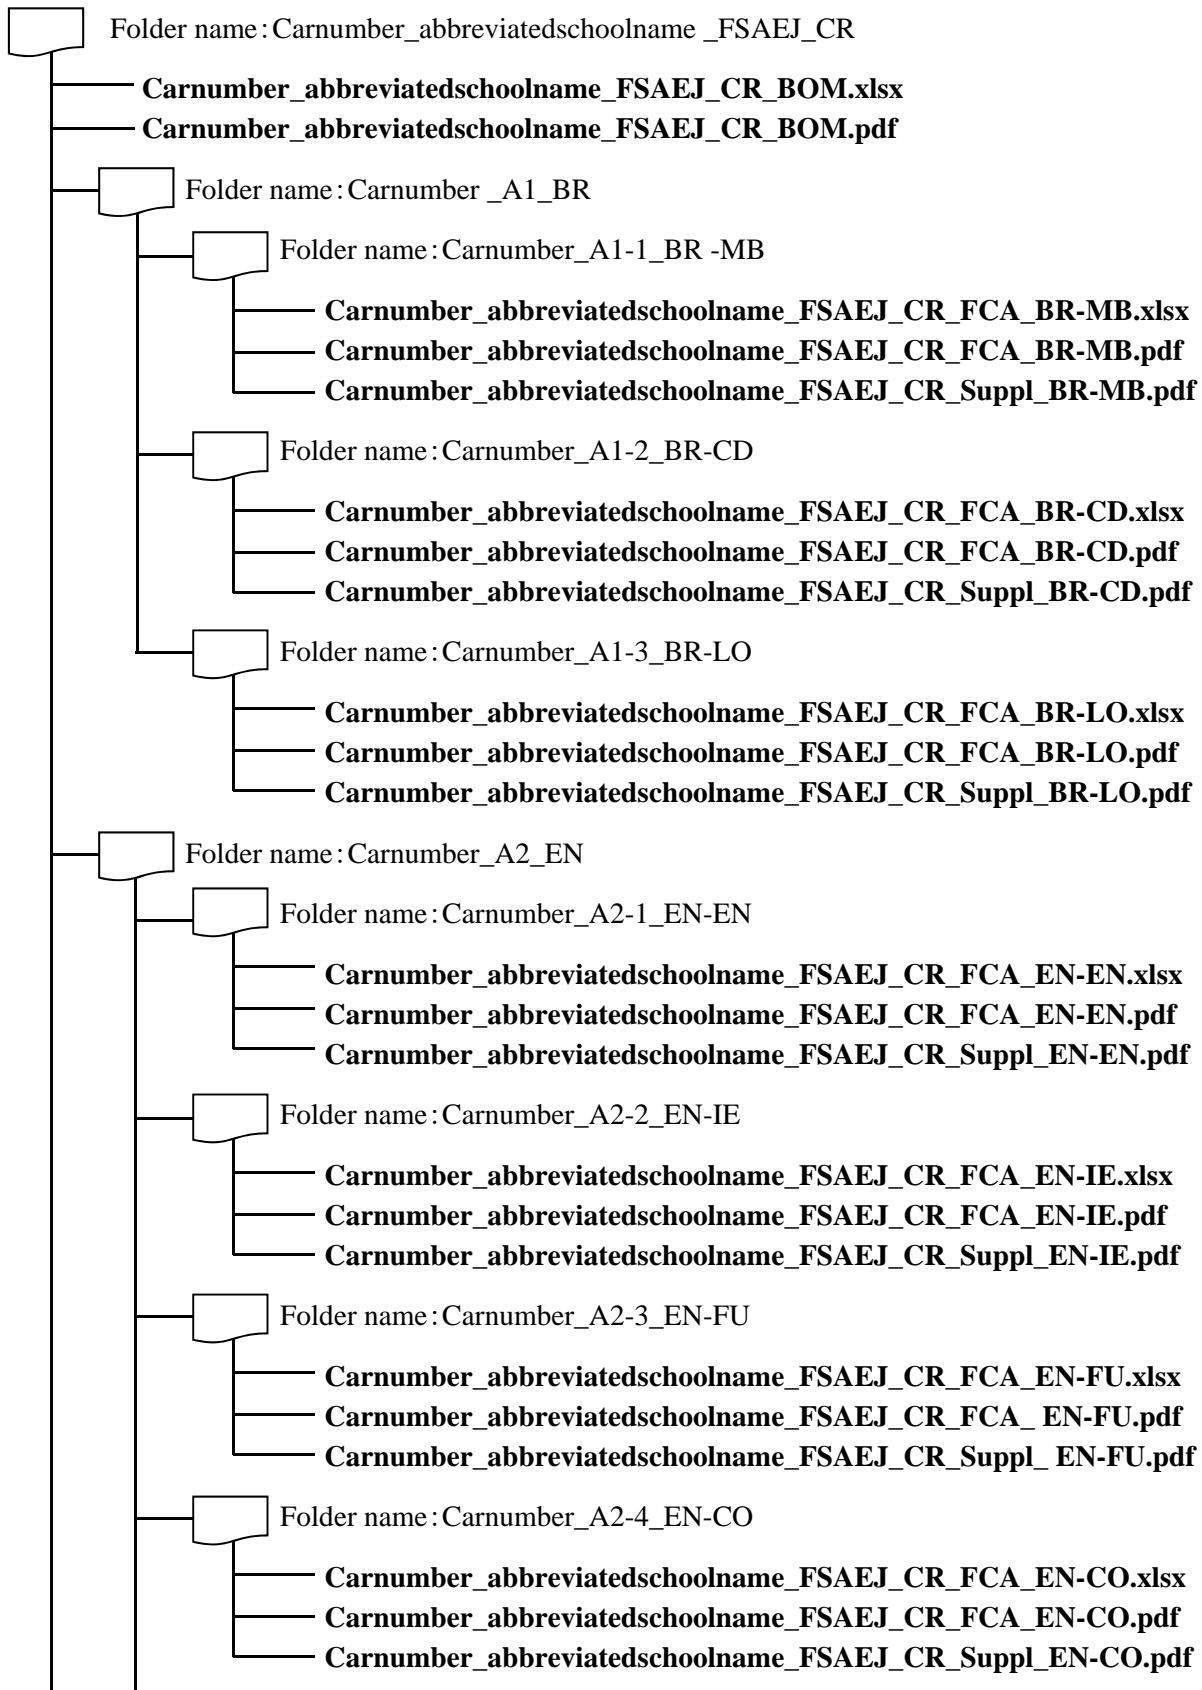 Folder name：Carnumber_abbreviatedschoolname _FSAEJ_CR
Carnumber_abbreviatedschoolname_FSAEJ_CR_BOM.xlsx
Carnumber_abbreviatedschoolname_FSAEJ_CR_BOM.pdf
Folder name：Carnumber _A1_BR
Folder name：Carnumber_A1-1_BR -MB
Carnumber_abbreviatedschoolname_FSAEJ_CR_FCA_BR-MB.xlsx
Carnumber_abbreviatedschoolname_FSAEJ_CR_FCA_BR-MB.pdf
Carnumber_abbreviatedschoolname_FSAEJ_CR_Suppl_BR-MB.pdf
Folder name：Carnumber_A1-2_BR-CD
Carnumber_abbreviatedschoolname_FSAEJ_CR_FCA_BR-CD.xlsx
Carnumber_abbreviatedschoolname_FSAEJ_CR_FCA_BR-CD.pdf
Carnumber_abbreviatedschoolname_FSAEJ_CR_Suppl_BR-CD.pdf
Folder name：Carnumber_A1-3_BR-LO
Carnumber_abbreviatedschoolname_FSAEJ_CR_FCA_BR-LO.xlsx
Carnumber_abbreviatedschoolname_FSAEJ_CR_FCA_BR-LO.pdf
Carnumber_abbreviatedschoolname_FSAEJ_CR_Suppl_BR-LO.pdf
Folder name：Carnumber_A2_EN
Folder name：Carnumber_A2-1_EN-EN
Carnumber_abbreviatedschoolname_FSAEJ_CR_FCA_EN-EN.xlsx
Carnumber_abbreviatedschoolname_FSAEJ_CR_FCA_EN-EN.pdf
Carnumber_abbreviatedschoolname_FSAEJ_CR_Suppl_EN-EN.pdf
Folder name：Carnumber_A2-2_EN-IE
Carnumber_abbreviatedschoolname_FSAEJ_CR_FCA_EN-IE.xlsx
Carnumber_abbreviatedschoolname_FSAEJ_CR_FCA_EN-IE.pdf
Carnumber_abbreviatedschoolname_FSAEJ_CR_Suppl_EN-IE.pdf
Folder name：Carnumber_A2-3_EN-FU
Carnumber_abbreviatedschoolname_FSAEJ_CR_FCA_EN-FU.xlsx
Carnumber_abbreviatedschoolname_FSAEJ_CR_FCA_ EN-FU.pdf
Carnumber_abbreviatedschoolname_FSAEJ_CR_Suppl_ EN-FU.pdf
Folder name：Carnumber_A2-4_EN-CO
Carnumber_abbreviatedschoolname_FSAEJ_CR_FCA_EN-CO.xlsx
Carnumber_abbreviatedschoolname_FSAEJ_CR_FCA_EN-CO.pdf
Carnumber_abbreviatedschoolname_FSAEJ_CR_Suppl_EN-CO.pdf